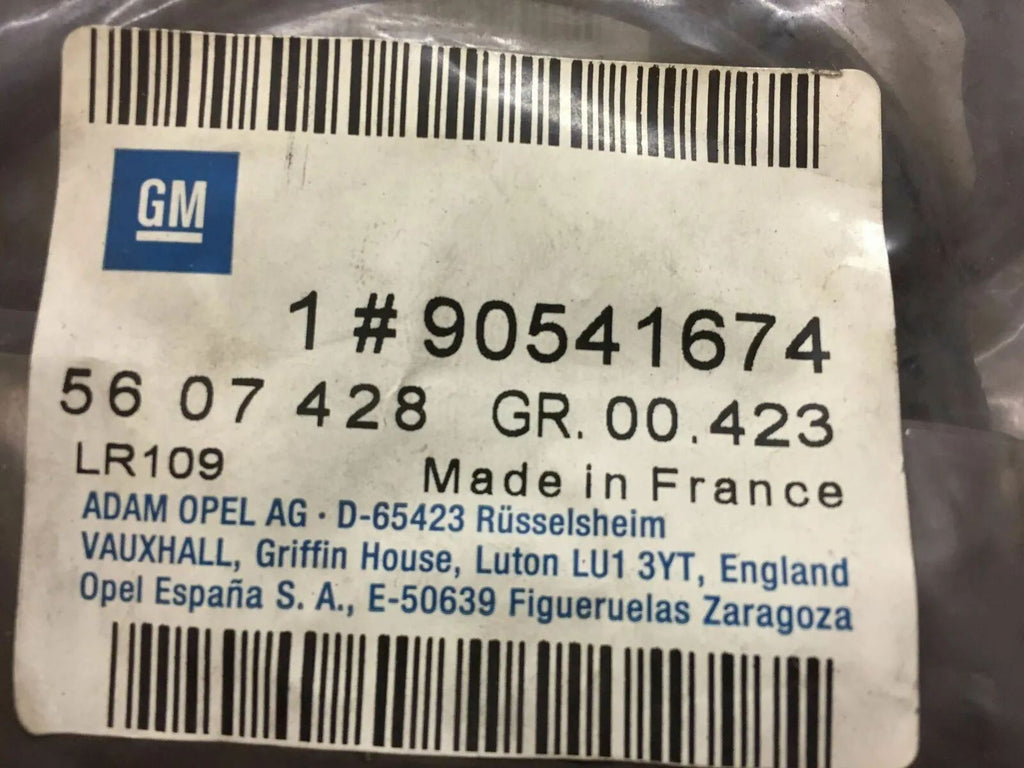 GM
1 # 90541674
56 07 428 GR. 00.423
LR109 Made in France
ADAM OPEL AG · D-65423 Rüsselsheim
VAUXHALL, Griffin House, Luton LU1 3YT, England
Opel España S. A., E-50639 Figueruelas Zaragoza